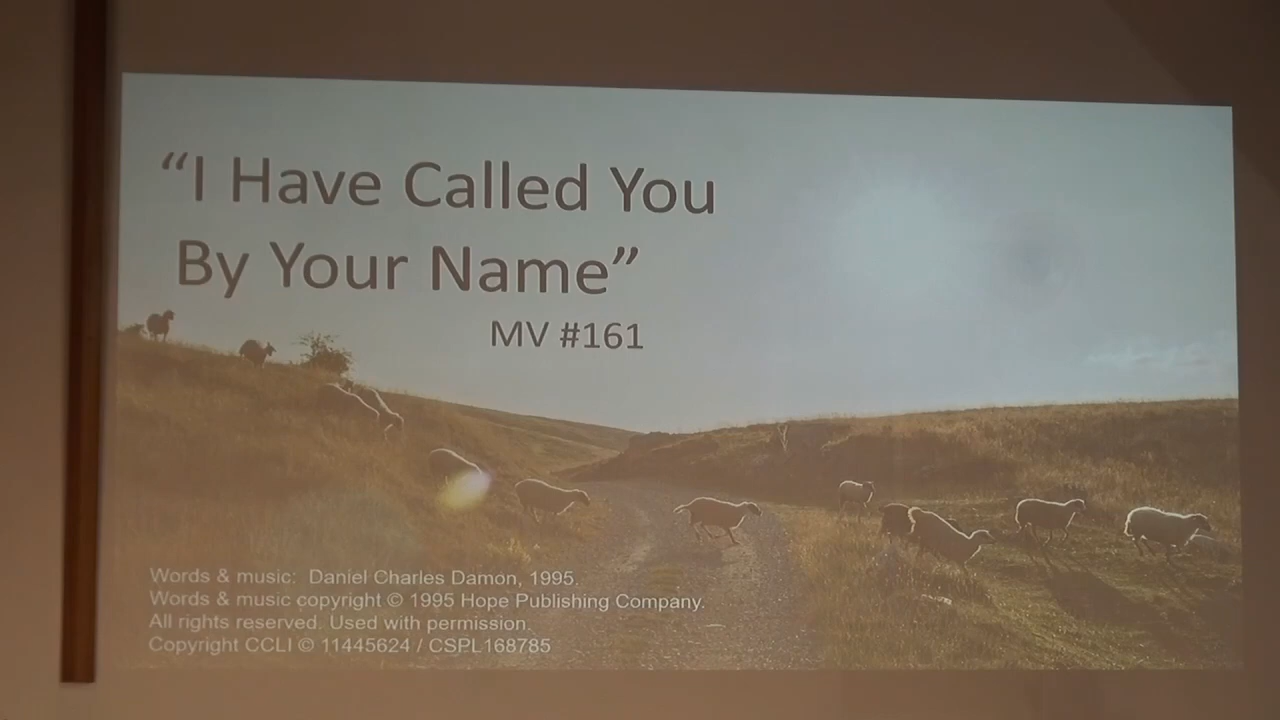 “I Have Called You
By Your Name”
MV #161
Words & music:  Daniel Charles Damon, 1995.
Words & music copyright © 1995 Hope Publishing Company.
All rights reserved. Used with permission.
Copyright CCLI © 11445624 / CSPL168785